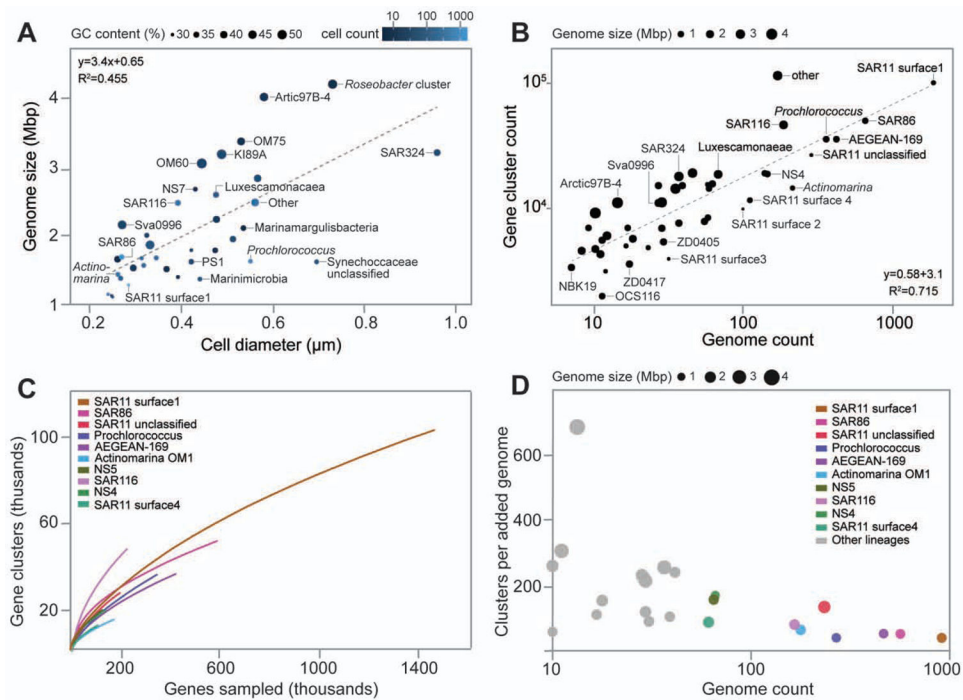 A
GC content (%) 30 35 40 45 50
cell count
10 1000
y=3.4x+0.65
R²=0.455
Genome size (Mbp)
4
3
2
1
Roseobacter cluster
Artic97B-4
OM75
KI89A
OM60
SAR324
NS7
Luxescamonacaea
SAR116
Other
Sva0996
Marinamargulisbacteria
SAR86
Prochlorococcus
Actino-
marina
PS1
Synechoccaceae
unclassified
Marinimicrobia
SAR11 surface1
0.2 0.4 0.6 0.8 1.0
Cell diameter (µm)
B
Genome size (Mbp) 1 2 3 4
Gene cluster count
10⁵
10⁴
other
SAR11 surface1
Prochlorococcus
SAR116
SAR86
AEGEAN-169
SAR324
Luxescamonaeae
SAR11 unclassified
Sva0996
NS4
Arctic97B-4
Actinomarina
SAR11 surface 4
SAR11 surface 2
ZD0405
SAR11 surface3
NBK19
ZD0417
OCS116
y=0.58+3.1
R²=0.715
10 100 1000
Genome count
C
SAR11 surface1
SAR86
SAR11 unclassified
Prochlorococcus
AEGEAN-169
Actinomarina OM1
NS5
SAR116
NS4
SAR11 surface4
Gene clusters (thousands)
100
60
20
200 600 1000 1400
Genes sampled (thousands)
D
Genome size (Mbp) 1 2 3 4
Clusters per added genome
600
400
200
SAR11 surface1
SAR86
SAR11 unclassified
Prochlorococcus
AEGEAN-169
Actinomarina OM1
NS5
SAR116
NS4
SAR11 surface4
Other lineages
10 100 1000
Genome count